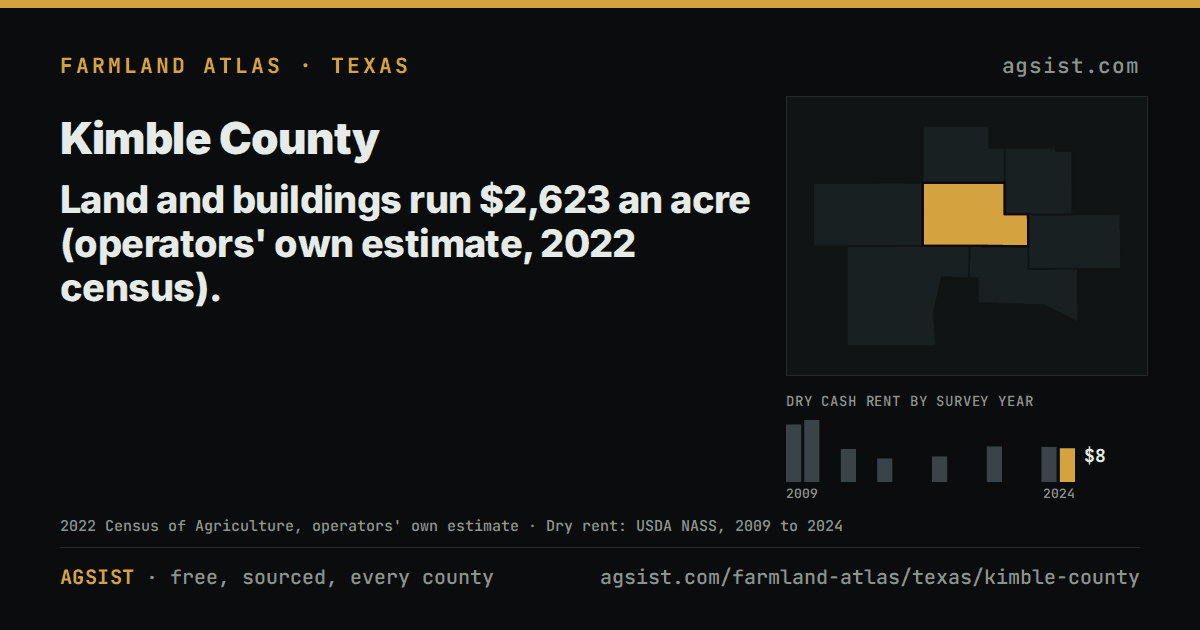 FARMLAND ATLAS · TEXAS
agsist.com
Kimble County
Land and buildings run $2,623 an acre
(operators' own estimate, 2022
census).
DRY CASH RENT BY SURVEY YEAR
$8
2009
2024
2022 Census of Agriculture, operators' own estimate · Dry rent: USDA NASS, 2009 to 2024
AGSIST · free, sourced, every county
agsist.com/farmland-atlas/texas/kimble-county